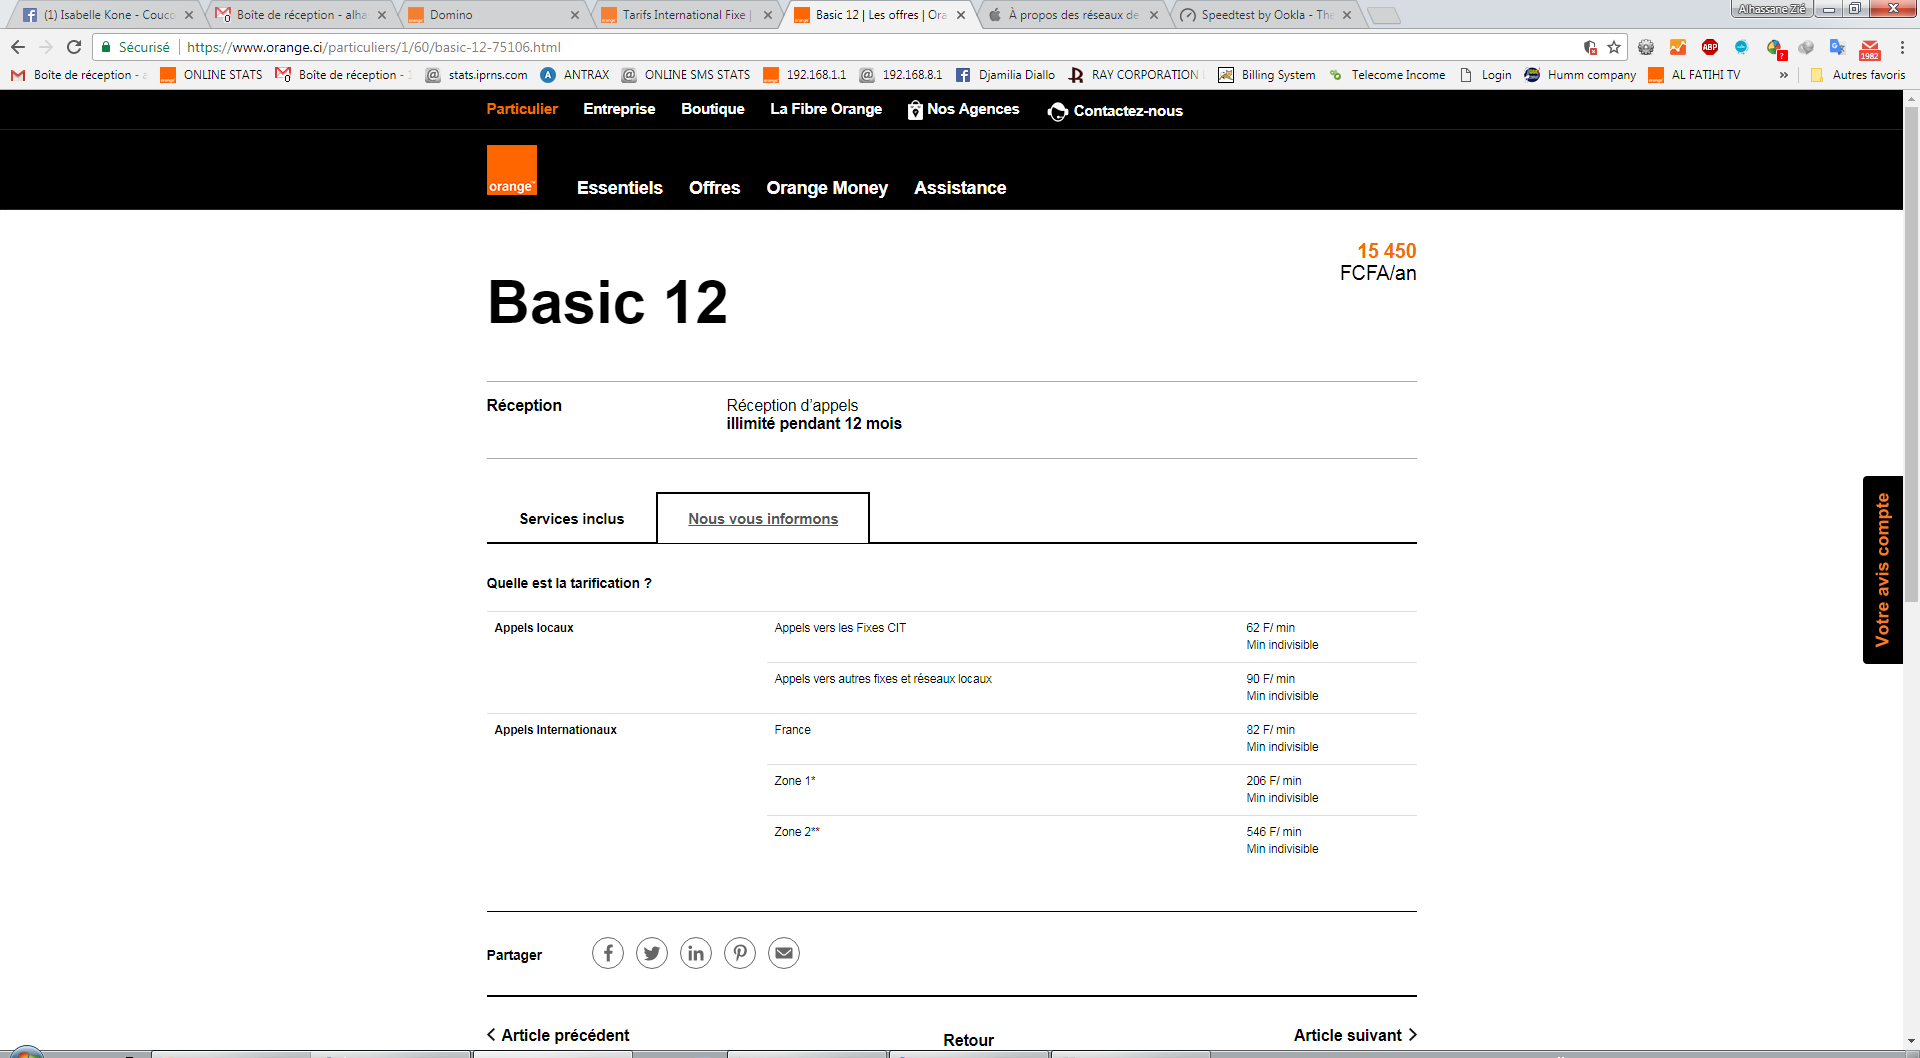 (1) Isabelle Kone - Couco
Boîte de réception - alha
Domino
Tarifs International Fixe |
Basic 12 | Les offres | Ora
À propos des réseaux de
Speedtest by Ookla - The
Alhassane Zié
Sécurisé
https://www.orange.ci/particuliers/1/60/basic-12-75106.html
ABP
?
1982
Boîte de réception - a
ONLINE STATS
Boîte de réception - 1
stats.iprns.com
ANTRAX
ONLINE SMS STATS
192.168.1.1
192.168.8.1
Djamilia Diallo
RAY CORPORATION
Billing System
Telecome Income
Login
Humm company
AL FATIHI TV
»
Autres favoris
Particulier
Entreprise
Boutique
La Fibre Orange
Nos Agences
Contactez-nous
orange™
Essentiels
Offres
Orange Money
Assistance
15 450
FCFA/an
Basic 12
Réception
Réception d’appels
illimité pendant 12 mois
Services inclus
Nous vous informons
Votre avis compte
Quelle est la tarification ?
Appels locaux
Appels vers les Fixes CIT
62 F/ min
Min indivisible
Appels vers autres fixes et réseaux locaux
90 F/ min
Min indivisible
Appels Internationaux
France
82 F/ min
Min indivisible
Zone 1*
206 F/ min
Min indivisible
Zone 2**
546 F/ min
Min indivisible
Partager
Article précédent
Retour
Article suivant